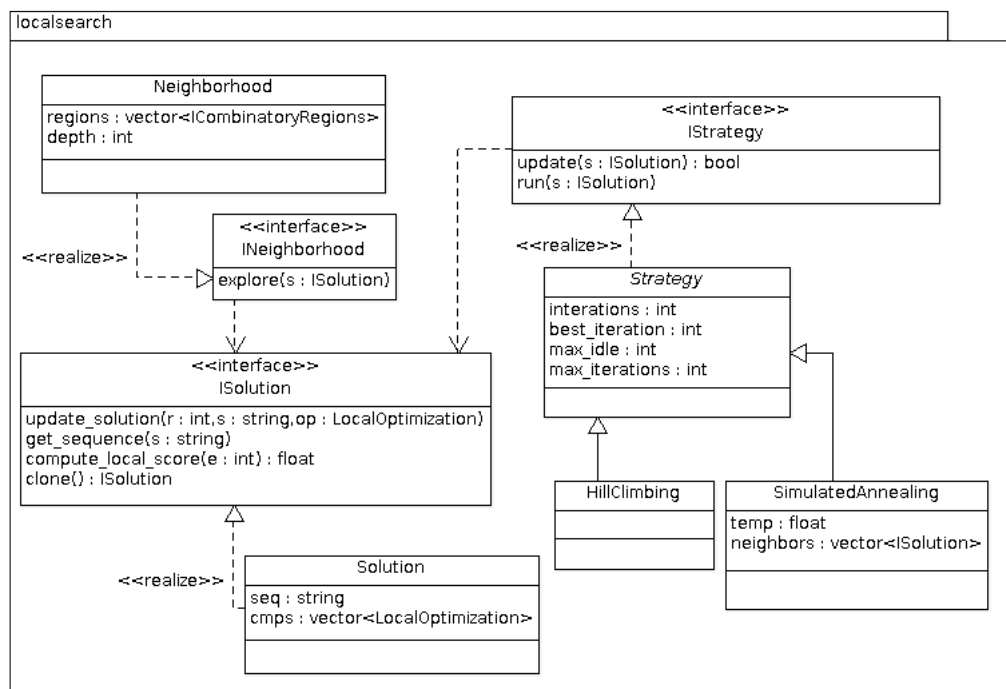 localsearch
Neighborhood
regions : vector<ICombinatoryRegions>
depth : int
<<interface>>
IStrategy
update(s : ISolution) : bool
run(s : ISolution)
<<realize>>
<<interface>>
INeighborhood
explore(s : ISolution)
<<realize>>
Strategy
interations : int
best_iteration : int
max_idle : int
max_iterations : int
<<interface>>
ISolution
update_solution(r : int,s : string,op : LocalOptimization)
get_sequence(s : string)
compute_local_score(e : int) : float
clone() : ISolution
HillClimbing
SimulatedAnnealing
temp : float
neighbors : vector<ISolution>
<<realize>>
Solution
seq : string
cmps : vector<LocalOptimization>